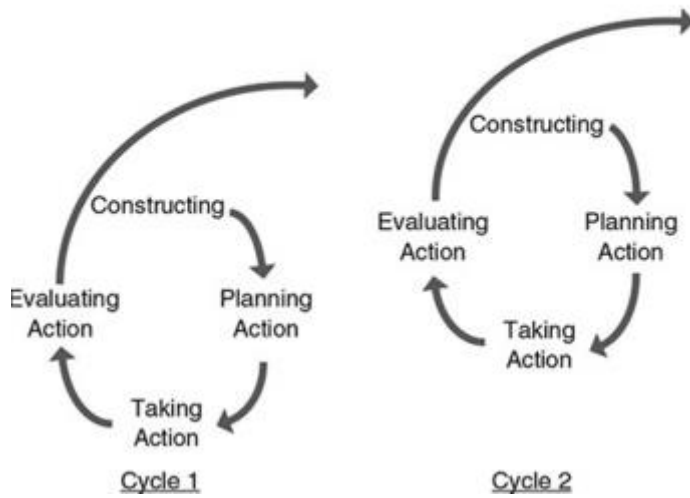 Constructing
Evaluating
Action
Planning
Action
Taking
Action
Cycle 1
Constructing
Evaluating
Action
Planning
Action
Taking
Action
Cycle 2